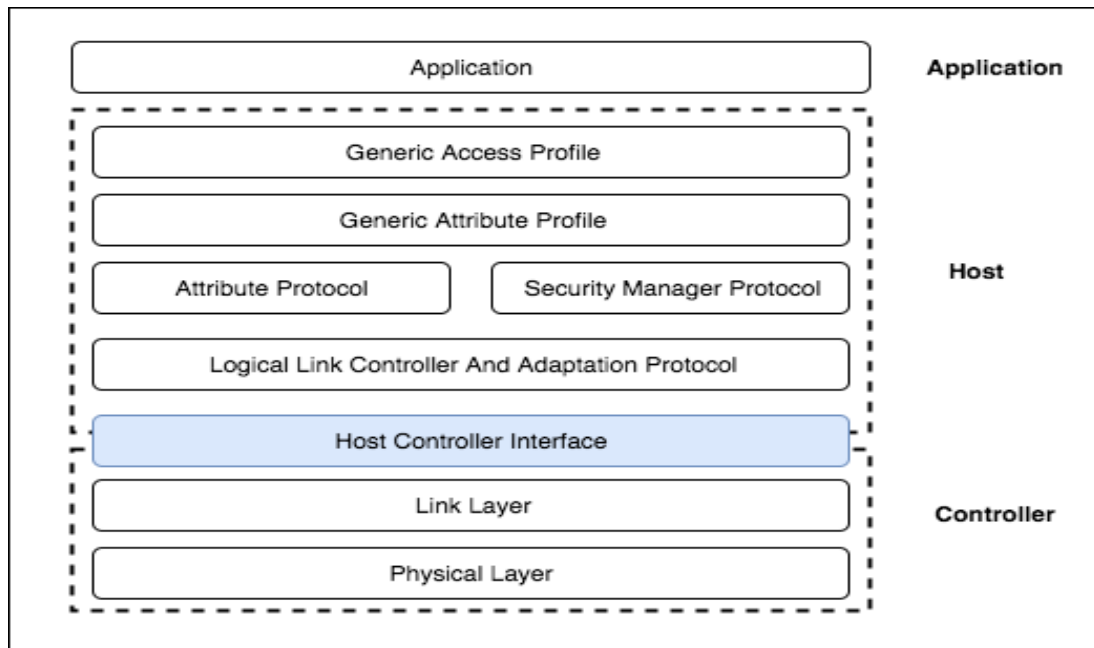 Application
Application
Generic Access Profile
Generic Attribute Profile
Attribute Protocol
Security Manager Protocol
Host
Logical Link Controller And Adaptation Protocol
Host Controller Interface
Link Layer
Controller
Physical Layer